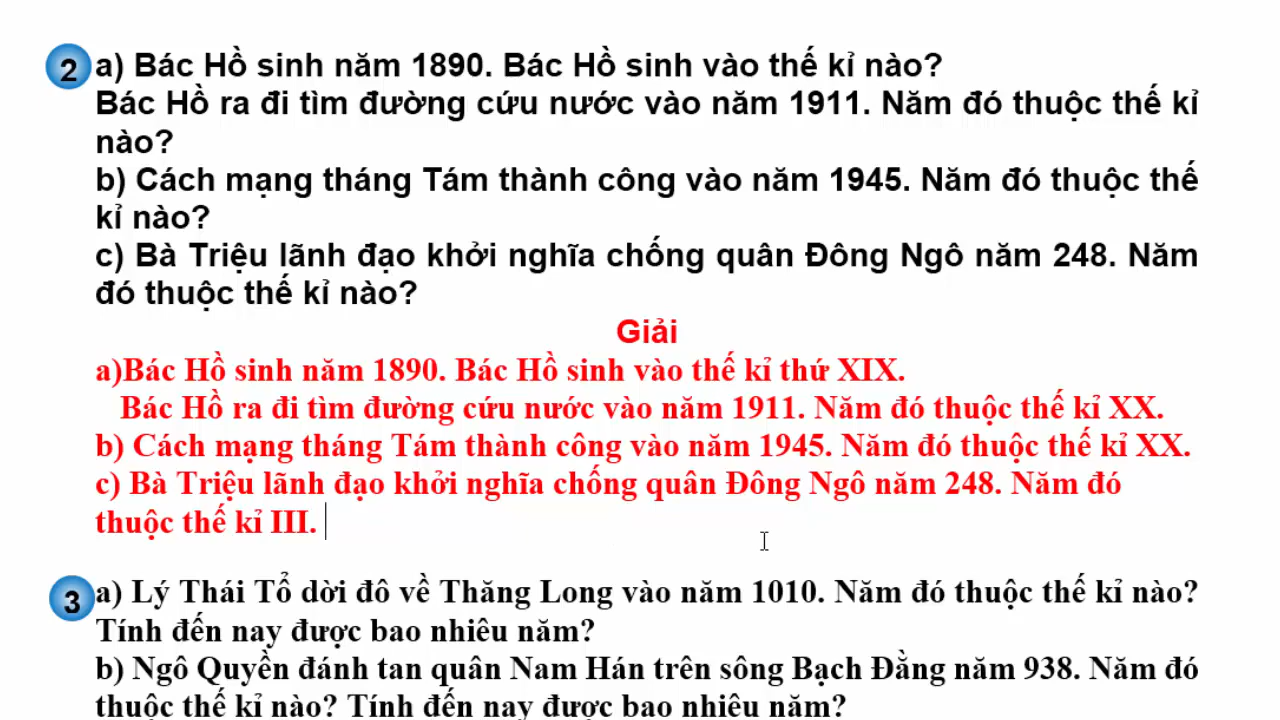 2 a) Bác Hồ sinh năm 1890. Bác Hồ sinh vào thế kỉ nào?
Bác Hồ ra đi tìm đường cứu nước vào năm 1911. Năm đó thuộc thế kỉ
nào?
b) Cách mạng tháng Tám thành công vào năm 1945. Năm đó thuộc thế
kỉ nào?
c) Bà Triệu lãnh đạo khởi nghĩa chống quân Đông Ngô năm 248. Năm
đó thuộc thế kỉ nào?
Giải
a)Bác Hồ sinh năm 1890. Bác Hồ sinh vào thế kỉ thứ XIX.
Bác Hồ ra đi tìm đường cứu nước vào năm 1911. Năm đó thuộc thế kỉ XX.
b) Cách mạng tháng Tám thành công vào năm 1945. Năm đó thuộc thế kỉ XX.
c) Bà Triệu lãnh đạo khởi nghĩa chống quân Đông Ngô năm 248. Năm đó
thuộc thế kỉ III.
3 a) Lý Thái Tổ dời đô về Thăng Long vào năm 1010. Năm đó thuộc thế kỉ nào?
Tính đến nay được bao nhiêu năm?
b) Ngô Quyền đánh tan quân Nam Hán trên sông Bạch Đằng năm 938. Năm đó
thuộc thế kỉ nào? Tính đến nay được bao nhiêu năm?